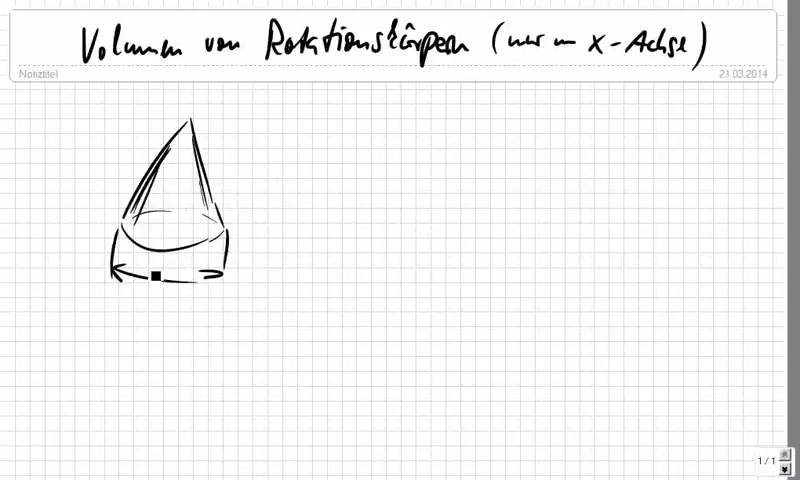 Volumen von Rotationskörpern (nur um x-Achse)
Notiztitel
21.03.2014
1/1